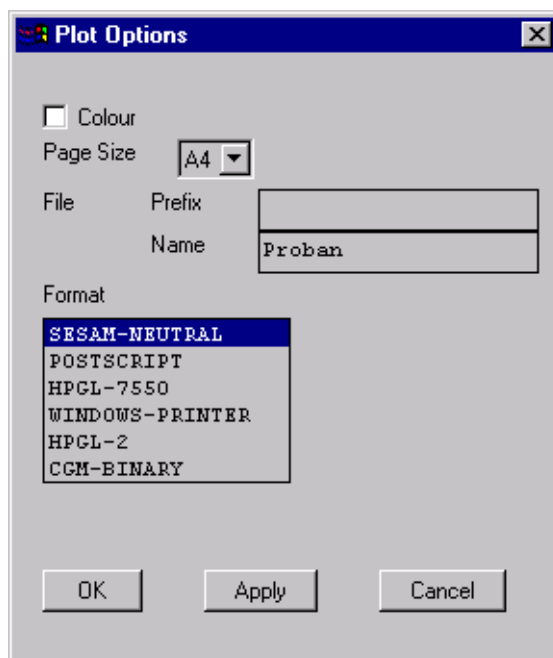 Plot Options
Colour
Page Size A4
File Prefix
Name Proban
Format
SESAM-NEUTRAL
POSTSCRIPT
HPGL-7550
WINDOWS-PRINTER
HPGL-2
CGM-BINARY
OK Apply Cancel